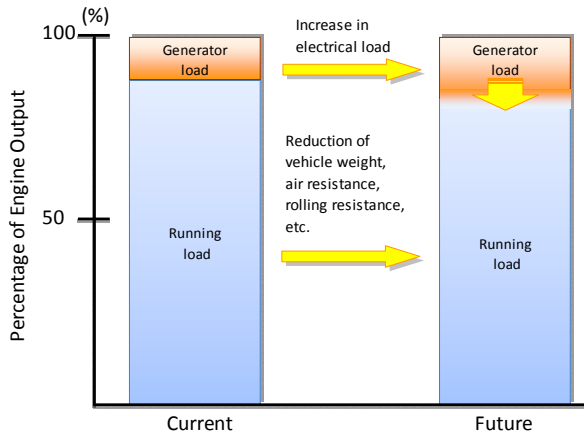 (%)
100
50
Percentage of Engine Output
Generator
load
Running
load
Current
Increase in
electrical load
Reduction of
vehicle weight,
air resistance,
rolling resistance,
etc.
Generator
load
Running
load
Future